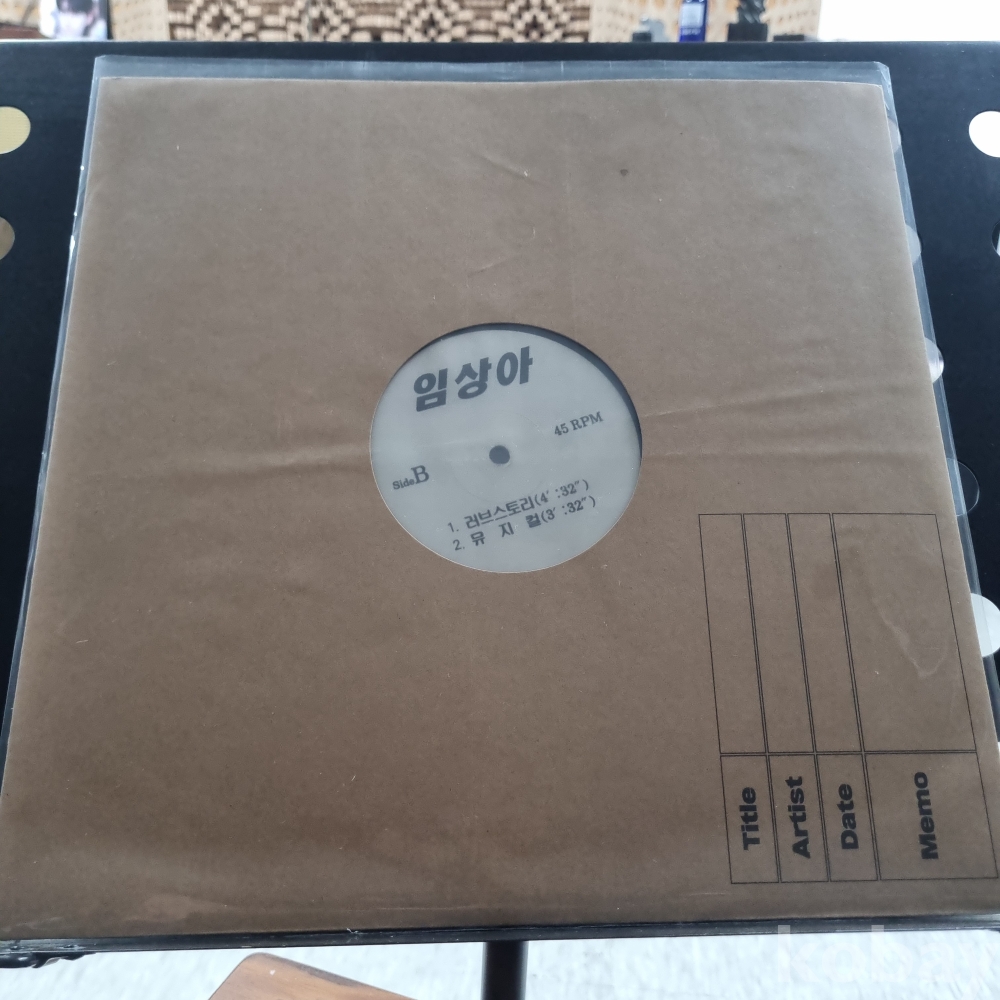 임상아
45 RPM
Side B
1. 러브스토리(4′ :32″)
2. 뮤 지 컬(3′ :32″)
Title
Artist
Date
Memo